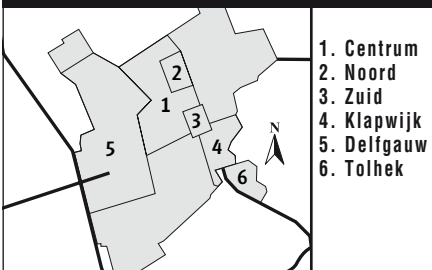 1. Centrum
2. Noord
3. Zuid
4. Klapwijk
5. Delfgauw
6. Tolhek
2
1
3
N
5
4
6